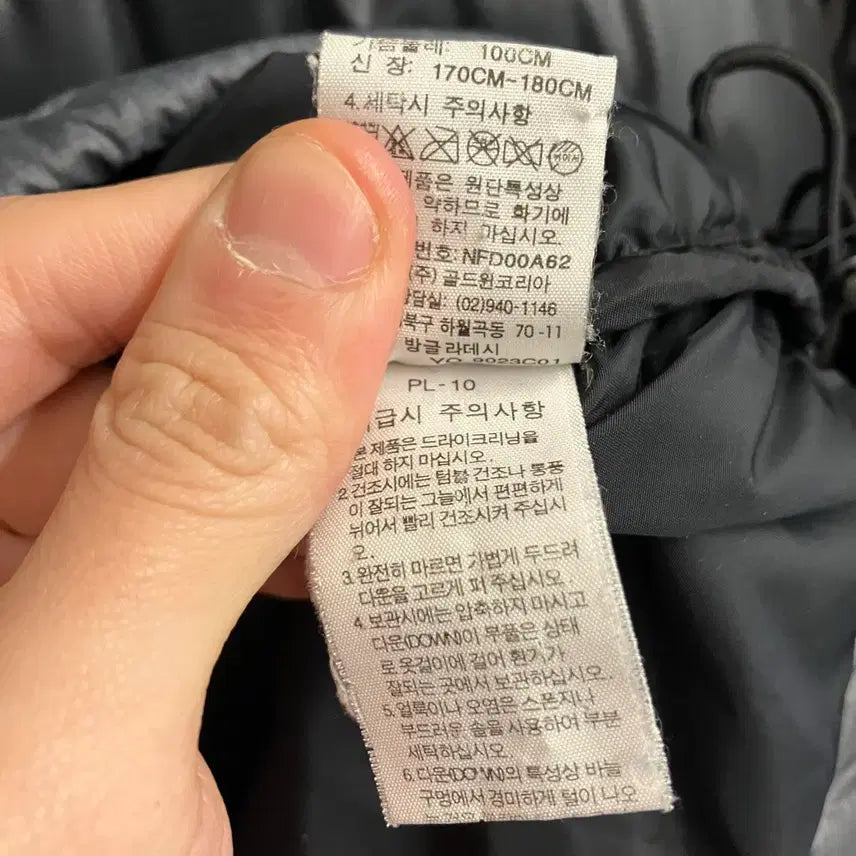 가슴둘레: 100CM
신 장: 170CM~180CM
4.세탁시 주의사항
제품은 원단특성상
약하므로 화기에
하지 마십시오.
번호: NFD00A62
(주) 골드윈코리아
담실: (02)940-1146
북구 하월곡동 70-11
방글라데시
PL-10
급시 주의사항
본 제품은 드라이크리닝을
절대 하지 마십시오.
2.건조시에는 텀블 건조나 통풍
이 잘되는 그늘에서 편편하게
뉘어서 빨리 건조시켜 주십시
오.
3.완전히 마르면 가볍게 두드려
다운을 고르게 펴 주십시오
4.보관시에는 압축하지 마시고
다운(DOWN)이 부풀은 상태
로 옷걸이에 걸어 환기가
잘되는 곳에서 보관하십시오.
5.얼룩이나 오염은 스폰지나
부드러운 솔을 사용하여 부분
세탁하십시오.
6.다운(DOWN)의 특성상 바늘
구멍에서 경미하게 털이 나오